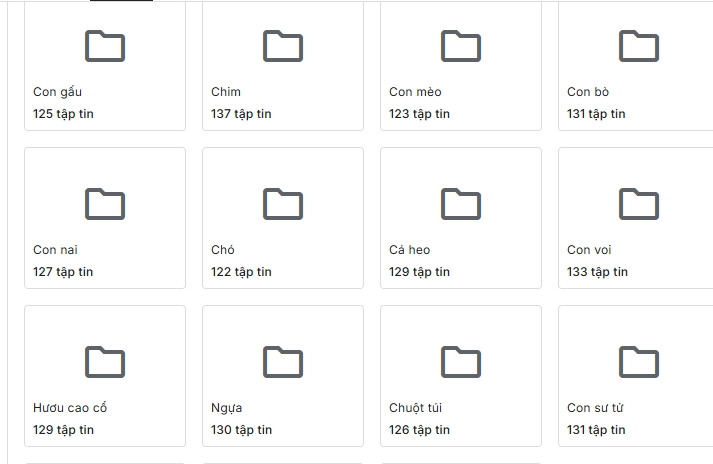 Con gấu
125 tập tin
Chim
137 tập tin
Con mèo
123 tập tin
Con bò
131 tập tin
Con nai
127 tập tin
Chó
122 tập tin
Cá heo
129 tập tin
Con voi
133 tập tin
Hươu cao cổ
129 tập tin
Ngựa
130 tập tin
Chuột túi
126 tập tin
Con sư tử
131 tập tin